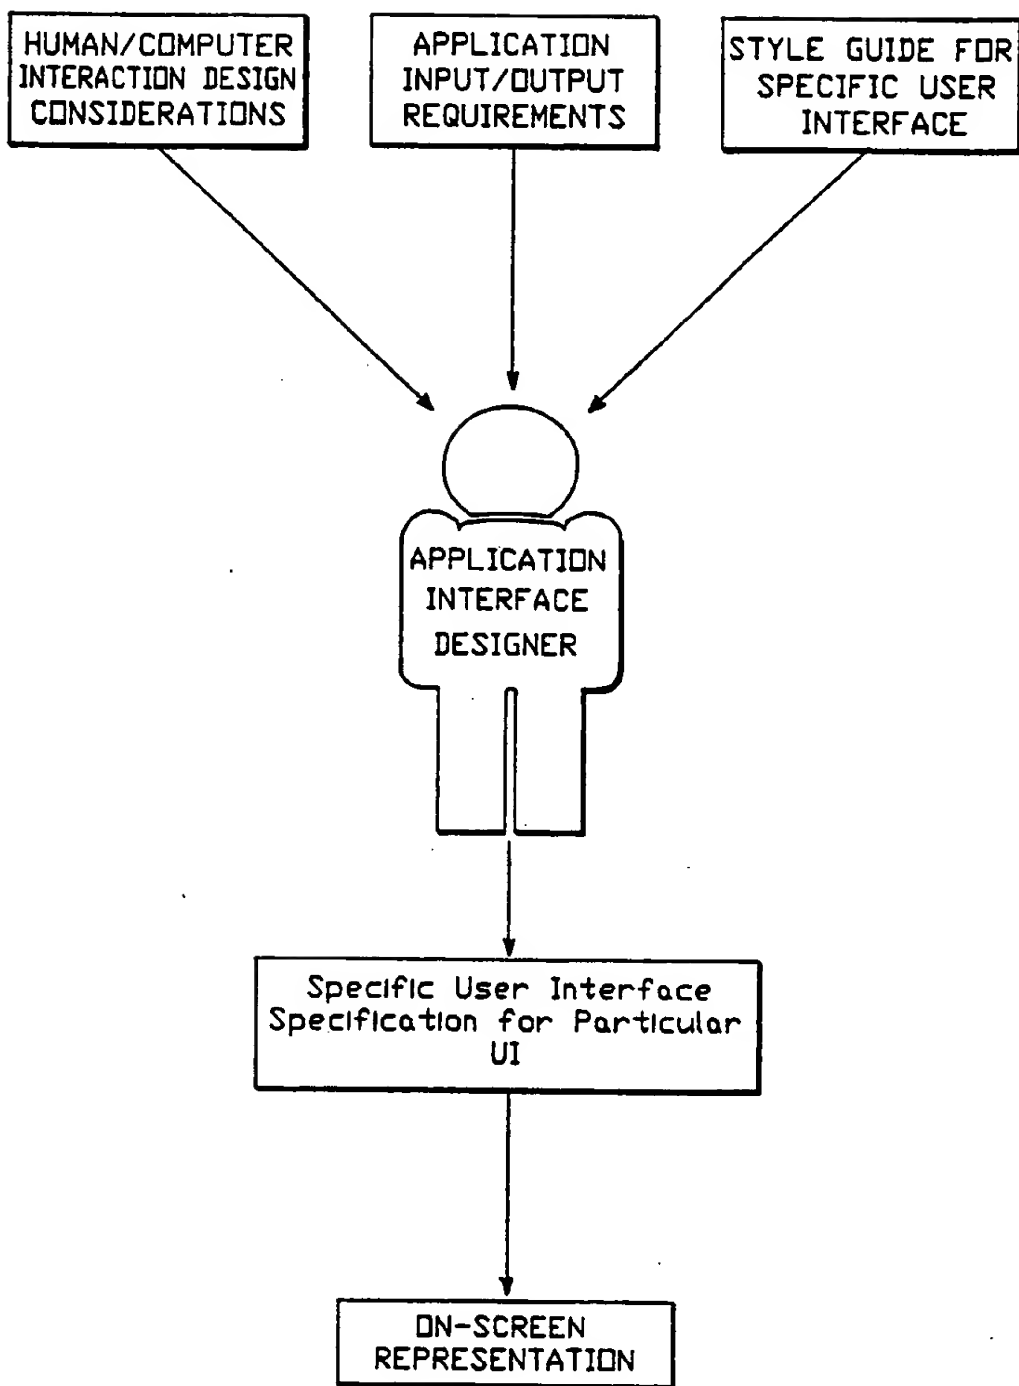 HUMAN/COMPUTER
INTERACTION DESIGN
CONSIDERATIONS
APPLICATION
INPUT/OUTPUT
REQUIREMENTS
STYLE GUIDE FOR
SPECIFIC USER
INTERFACE
APPLICATION
INTERFACE
DESIGNER
Specific User Interface
Specification for Particular
UI
ON-SCREEN
REPRESENTATION